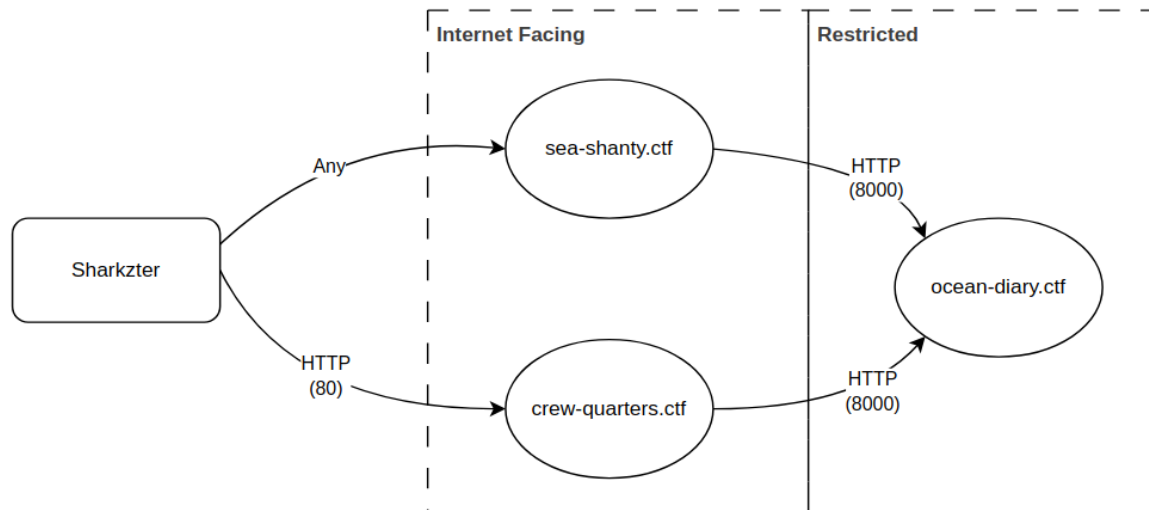 Internet Facing
Restricted
sea-shanty.ctf
Any
HTTP
(8000)
Sharkzter
ocean-diary.ctf
HTTP
(80)
crew-quarters.ctf
HTTP
(8000)